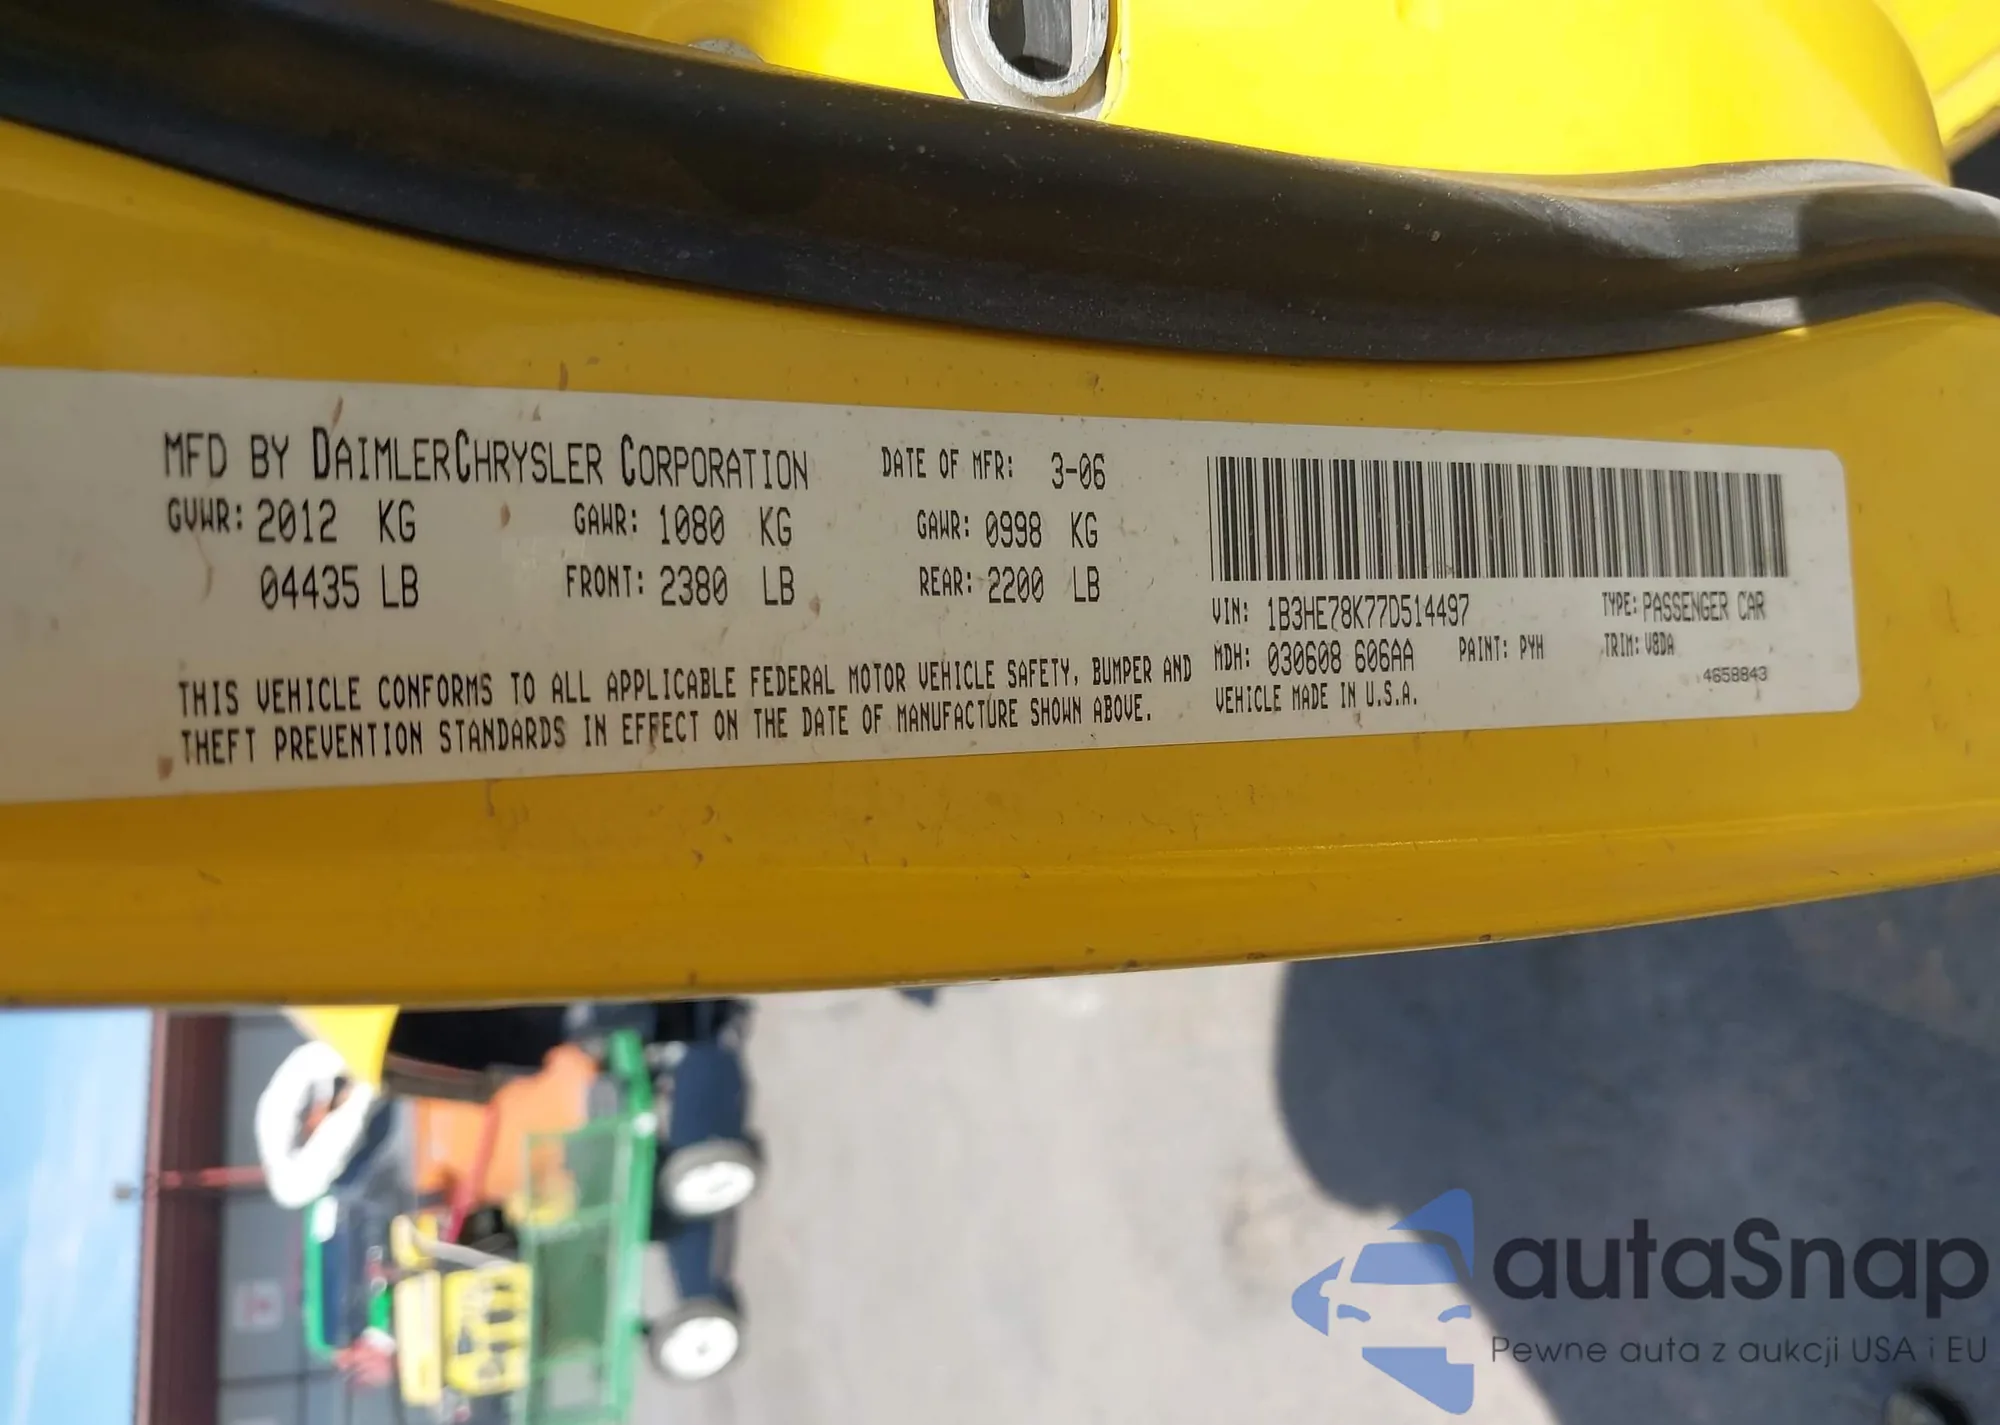 MFD BY DAIMLERCHRYSLER CORPORATION DATE OF MFR: 3-06
GVWR: 2012 KG GAWR: 1080 KG GAWR: 0998 KG
04435 LB FRONT: 2380 LB REAR: 2200 LB
THIS VEHICLE CONFORMS TO ALL APPLICABLE FEDERAL MOTOR VEHICLE SAFETY, BUMPER AND
THEFT PREVENTION STANDARDS IN EFFECT ON THE DATE OF MANUFACTURE SHOWN ABOVE.
VIN: 1B3HE78K77D514497 TYPE: PASSENGER CAR
MDH: 030608 606AA PAINT: PYH TRIM: V8DA
VEHICLE MADE IN U.S.A. 4658843
autaSnap
Pewne auta z aukcji USA i EU